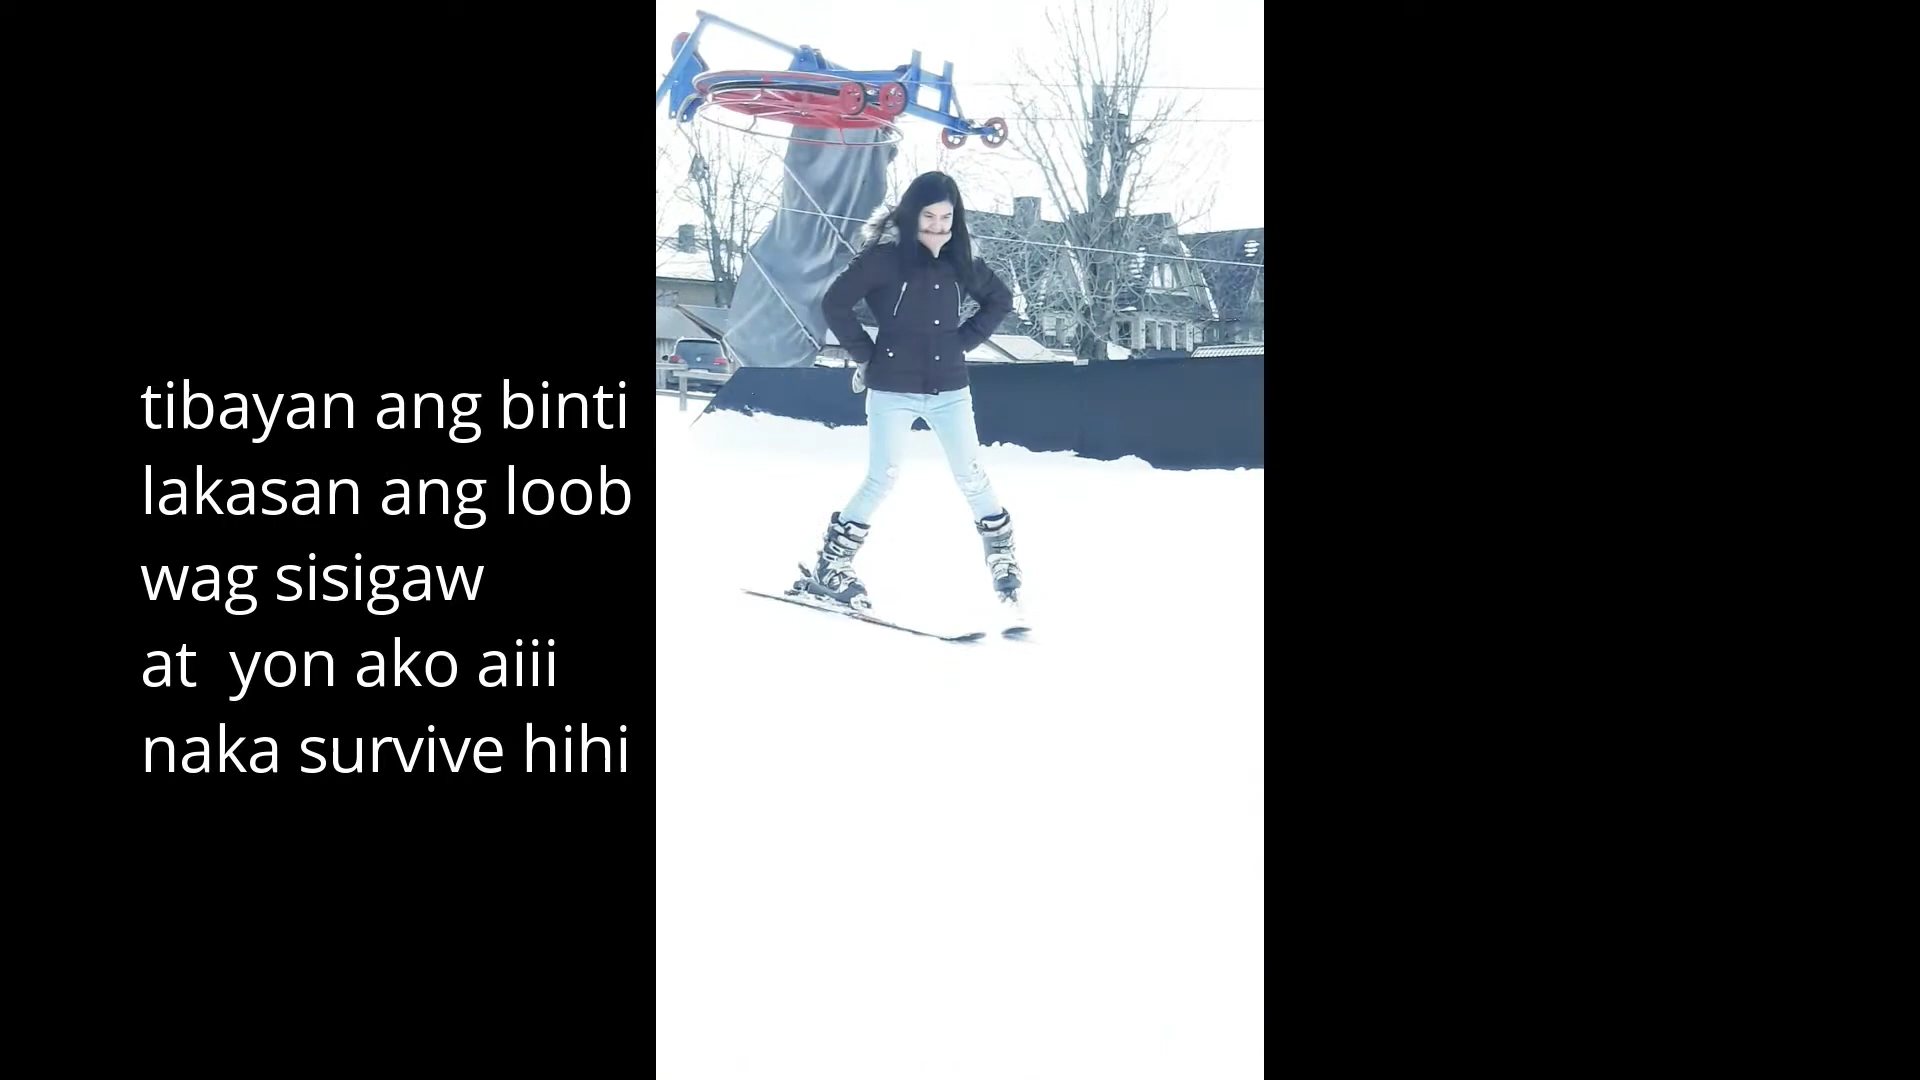 tibayan ang binti
lakasan ang loob
wag sisigaw
at  yon ako aiii
naka survive hihi